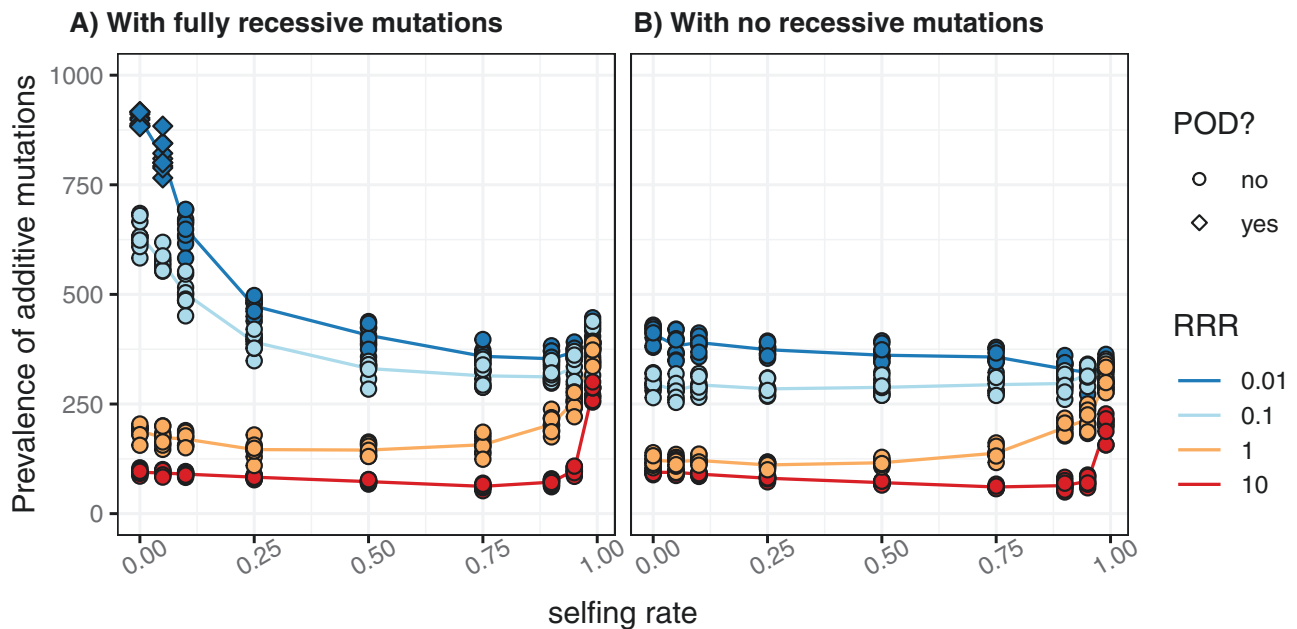 A) With fully recessive mutations
B) With no recessive mutations
Prevalence of additive mutations
1000
750
500
250
0
0.00
0.25
0.50
0.75
1.00
0.00
0.25
0.50
0.75
1.00
selfing rate
POD?
no
yes
RRR
0.01
0.1
1
10